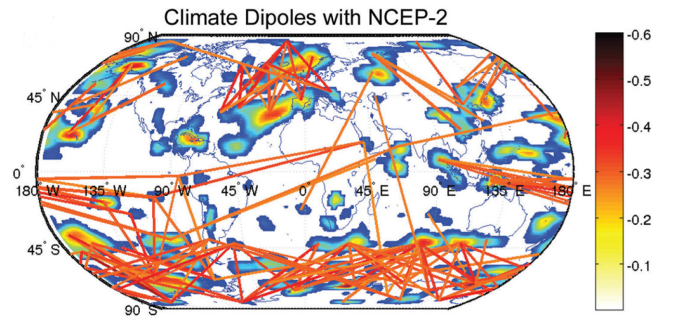 Climate Dipoles with NCEP-2
90° N
45° N
0°
180° W 135° W 90° W 45° W 0° 45° E 90° E 135° E 180° E
45° S
90° S
-0.6
-0.5
-0.4
-0.3
-0.2
-0.1